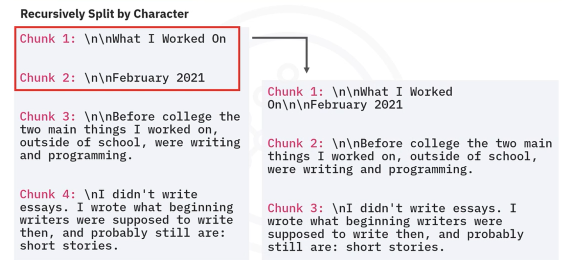 Recursively Split by Character
Chunk 1: \n\nWhat I Worked On
Chunk 2: \n\nFebruary 2021
Chunk 3: \n\nBefore college the
two main things I worked on,
outside of school, were writing
and programming.
Chunk 4: \nI didn't write
essays. I wrote what beginning
writers were supposed to write
then, and probably still are:
short stories.
Chunk 1: \n\nWhat I Worked
On\n\nFebruary 2021
Chunk 2: \n\nBefore college the two main
things I worked on, outside of school,
were writing and programming.
Chunk 3: \nI didn't write essays. I
wrote what beginning writers were
supposed to write then, and probably
still are: short stories.